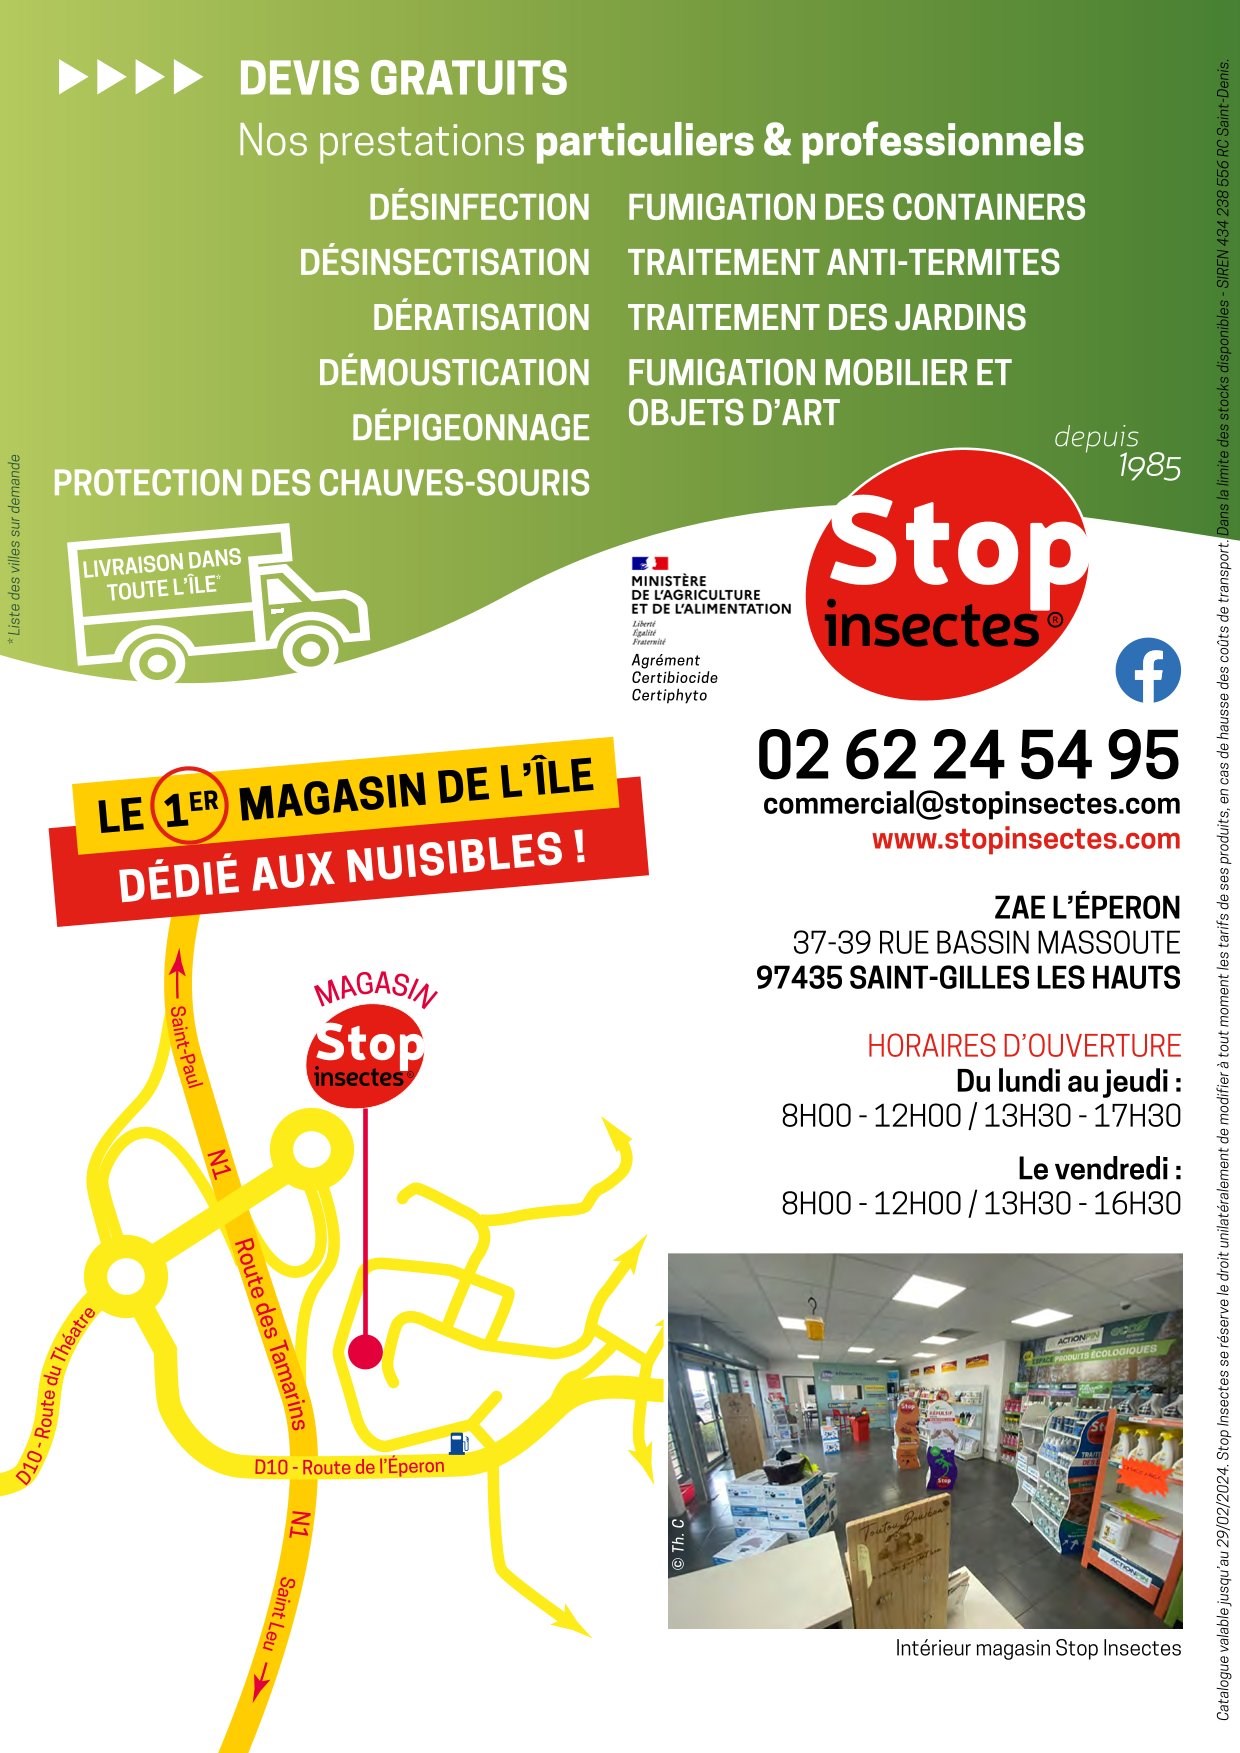 DEVIS GRATUITS
Nos prestations particuliers & professionnels
DÉSINFECTION
DÉSINSECTISATION
DÉRATISATION
DÉMOUSTICATION
DÉPIGEONNAGE
PROTECTION DES CHAUVES-SOURIS
FUMIGATION DES CONTAINERS
TRAITEMENT ANTI-TERMITES
TRAITEMENT DES JARDINS
FUMIGATION MOBILIER ET
OBJETS D'ART
depuis
1985
Stop
insectes®
LIVRAISON DANS
TOUTE L'ÎLE*
* Liste des villes sur demande
MINISTÈRE
DE L'AGRICULTURE
ET DE L'ALIMENTATION
Liberté
Égalité
Fraternité
Agrément
Certibiocide
Certiphyto
02 62 24 54 95
commercial@stopinsectes.com
www.stopinsectes.com
LE 1ER MAGASIN DE L'ÎLE
DÉDIÉ AUX NUISIBLES !
ZAE L'ÉPERON
37-39 RUE BASSIN MASSOUTE
97435 SAINT-GILLES LES HAUTS
HORAIRES D'OUVERTURE
Du lundi au jeudi :
8H00 - 12H00 / 13H30 - 17H30
Le vendredi :
8H00 - 12H00 / 13H30 - 16H30
MAGASIN
Stop
insectes®
Saint-Paul
N1
Route des Tamarins
D10 - Route du Théatre
D10 - Route de l'Éperon
N1
Saint Leu
ACTIONPIN
ESPACE PRODUITS ÉCOLOGIQUES
Stop
Stop
ACTIONPIN
© Th. C
Intérieur magasin Stop Insectes
Catalogue valable jusqu'au 29/02/2024. Stop Insectes se réserve le droit unilatéralement de modifier à tout moment les tarifs de ses produits, en cas de hausse des coûts de transport. Dans la limite des stocks disponibles - SIREN 434 238 556 RC Saint-Denis.